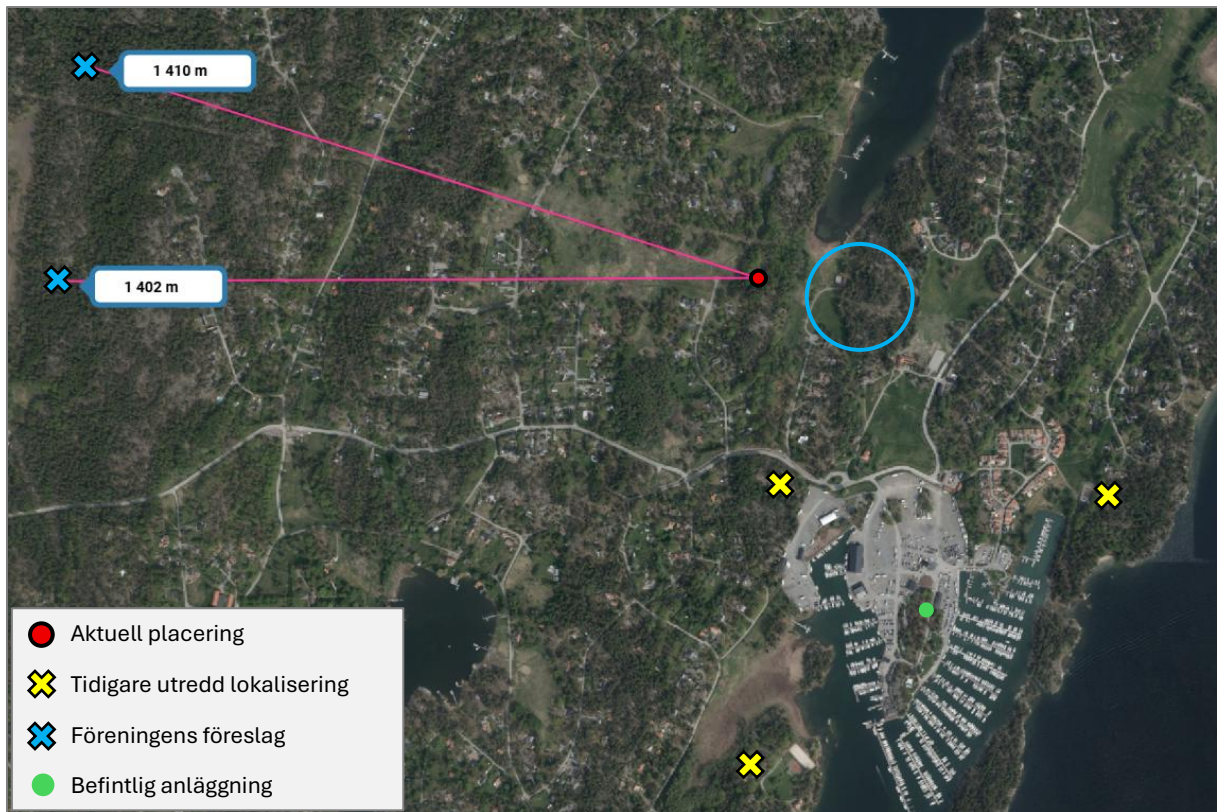 1 410 m
1 402 m
Aktuell placering
Tidigare utredd lokalisering
Föreningens föreslag
Befintlig anläggning